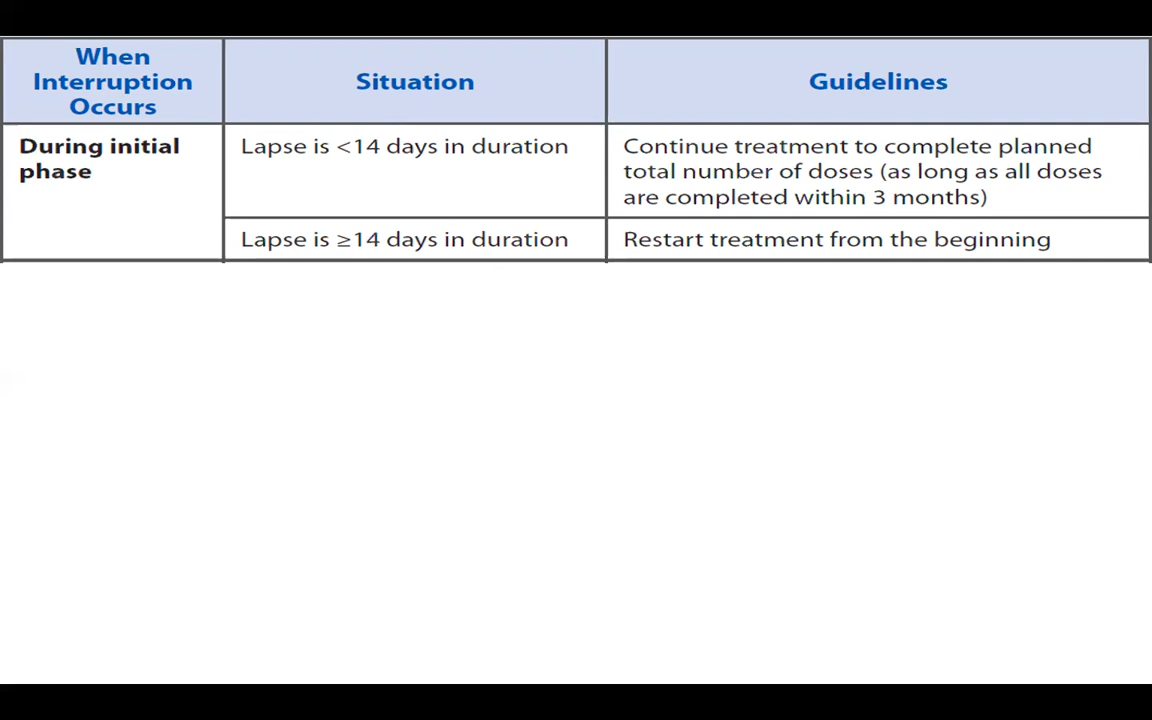 When
Interruption
Occurs
Situation
Guidelines
During initial
phase
Lapse is <14 days in duration
Continue treatment to complete planned
total number of doses (as long as all doses
are completed within 3 months)
Lapse is ≥14 days in duration
Restart treatment from the beginning